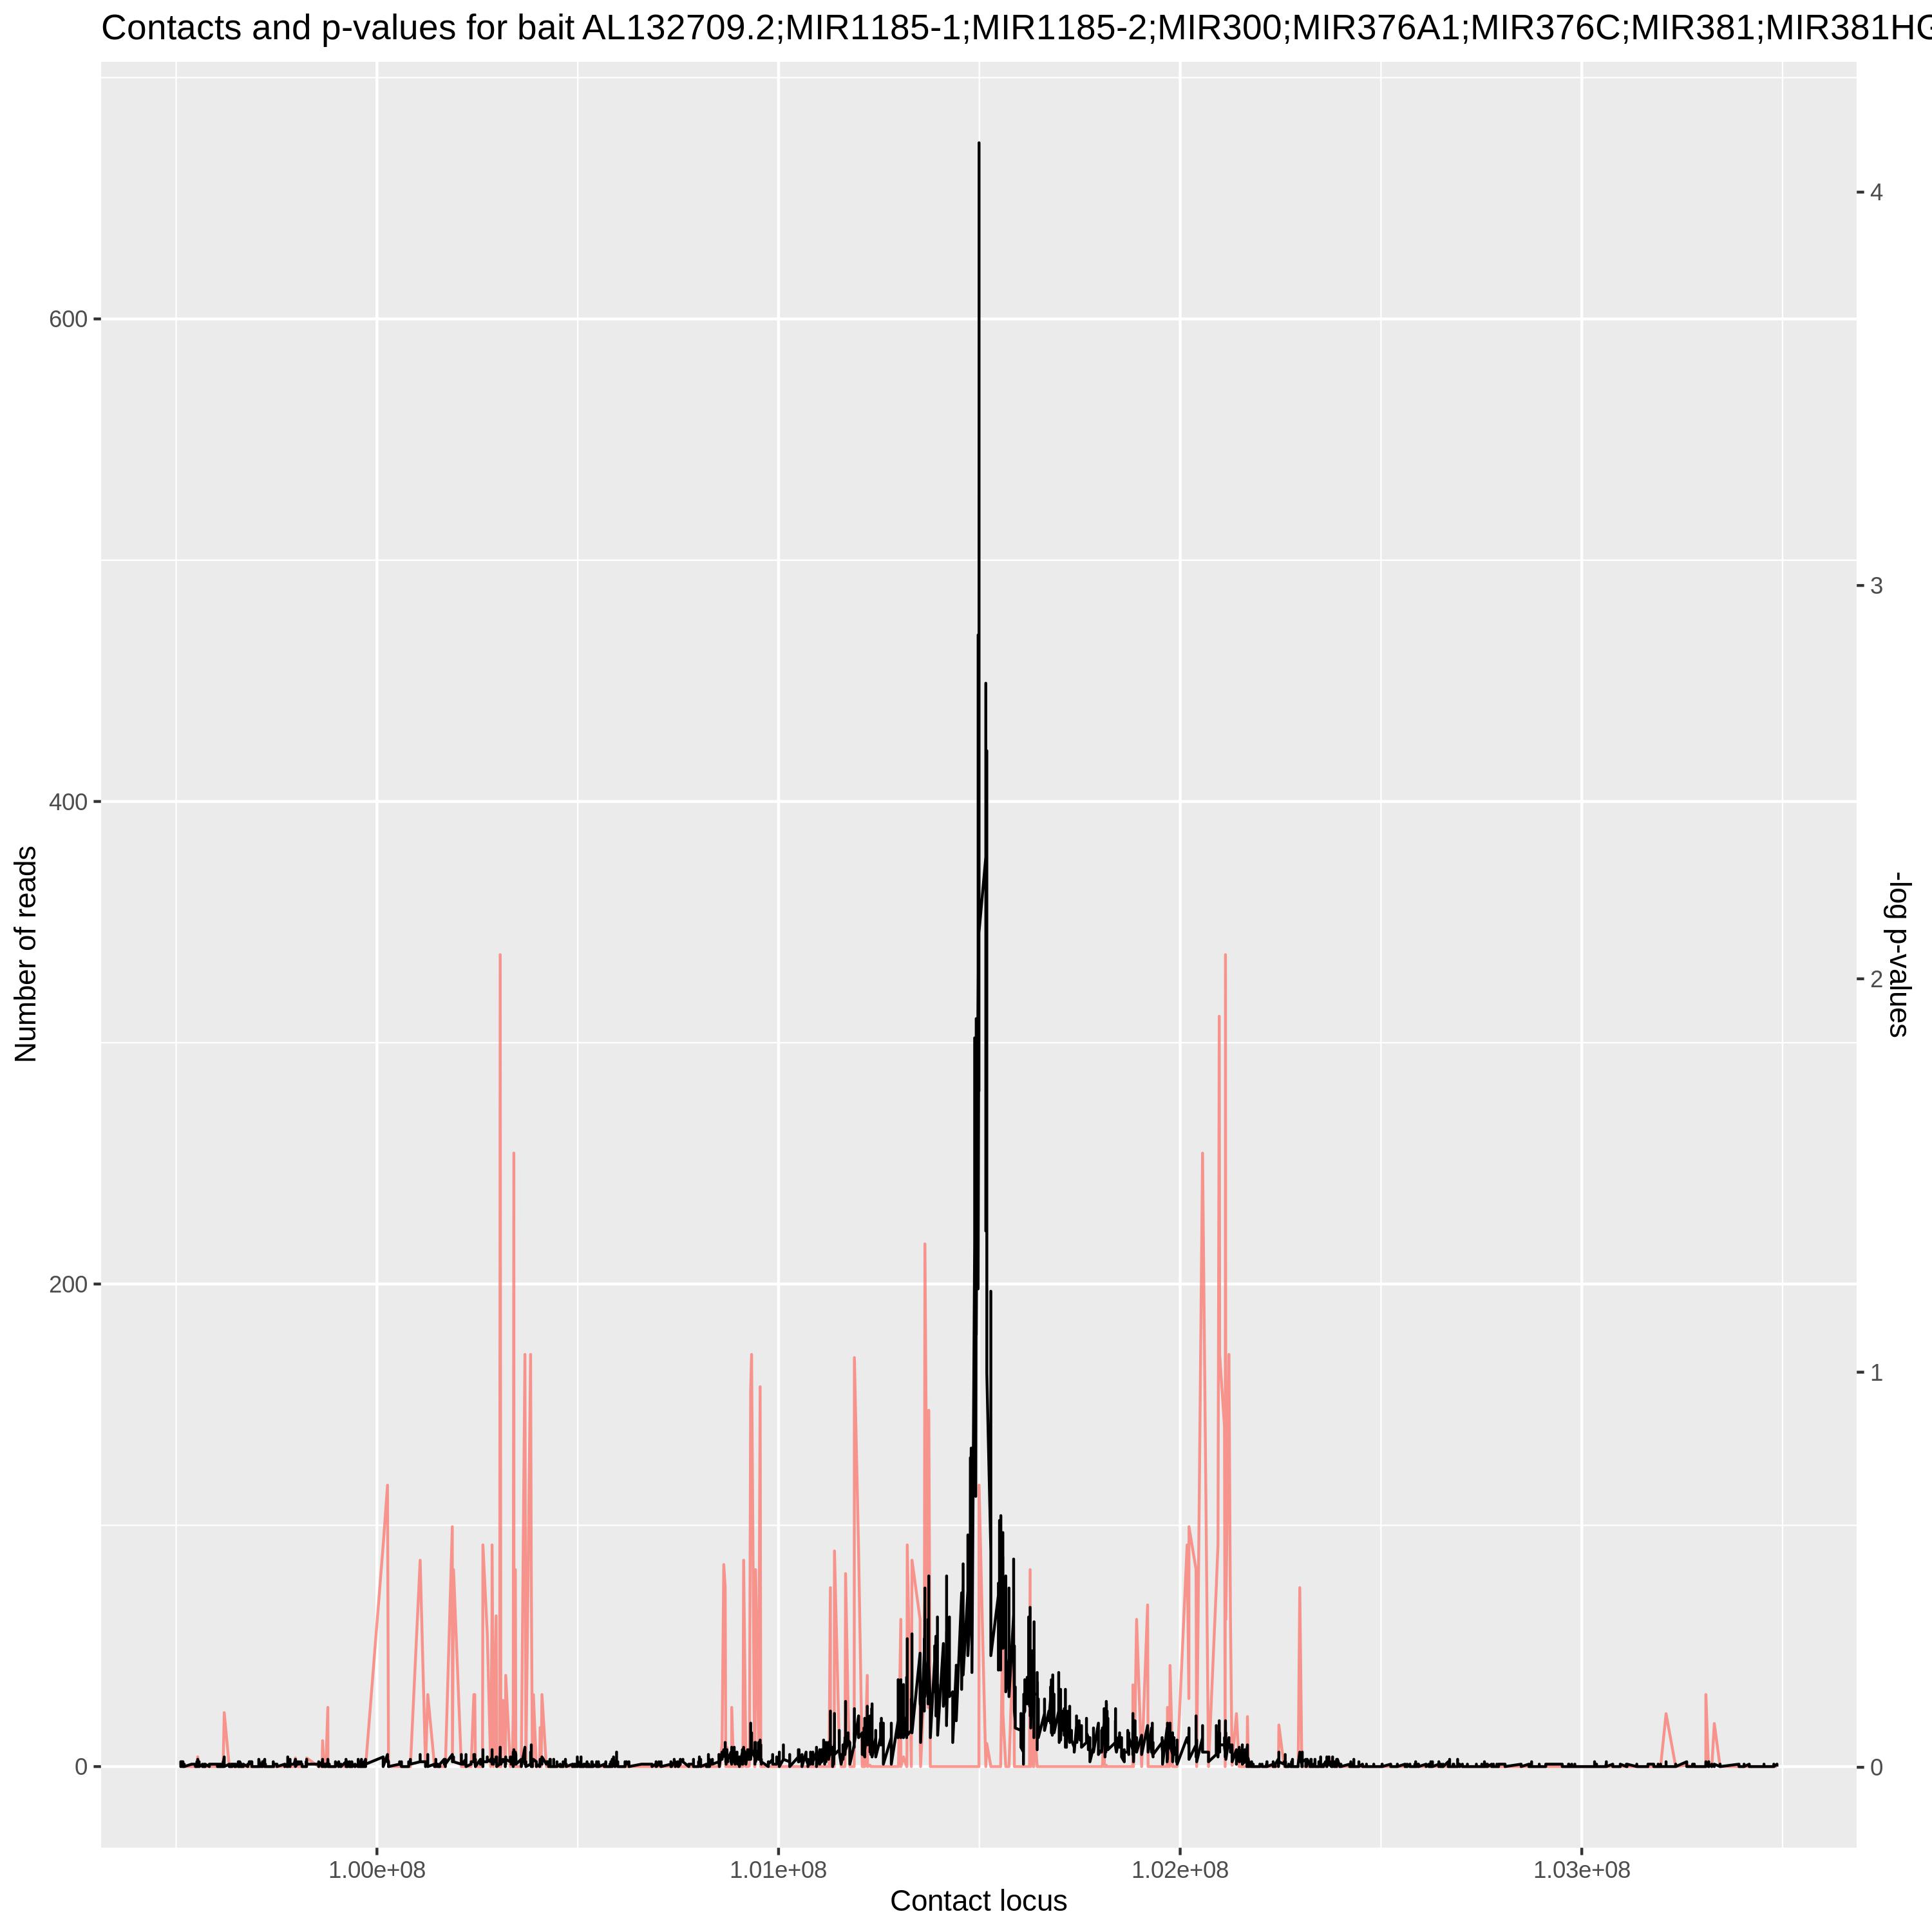 Contacts and p-values for bait AL132709.2;MIR1185-1;MIR1185-2;MIR300;MIR376A1;MIR376C;MIR381;MIR381HG
600
400
200
0
Number of reads
4
3
2
1
0
-log p-values
1.00e+08
1.01e+08
1.02e+08
1.03e+08
Contact locus